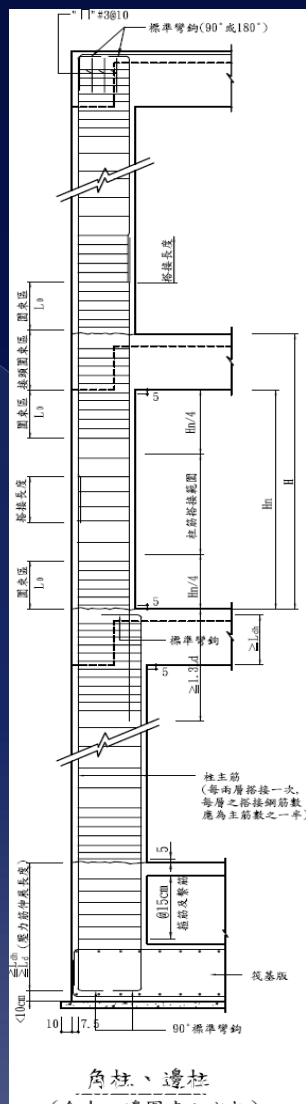 "∏"#3@10
標準彎鉤(90°或180°)
圍束區
L0
接頭圍束區
圍束區
L0
搭接長度
搭接長度
圍束區
L0
5
Hn/4
柱筋搭接範圍
Hn/4
Hn
H
5
標準彎鉤
≧Ldh
5
≧1.3Ld
柱主筋
(每兩層搭接一次,
每層之搭接鋼筋數
應為主筋數之一半)
5
@15cm
箍筋及繫筋
≧Ldh
≧Ld(壓力筋伸展長度)
<10cm
筏基版
10
7.5
90°標準彎鉤
角柱、邊柱